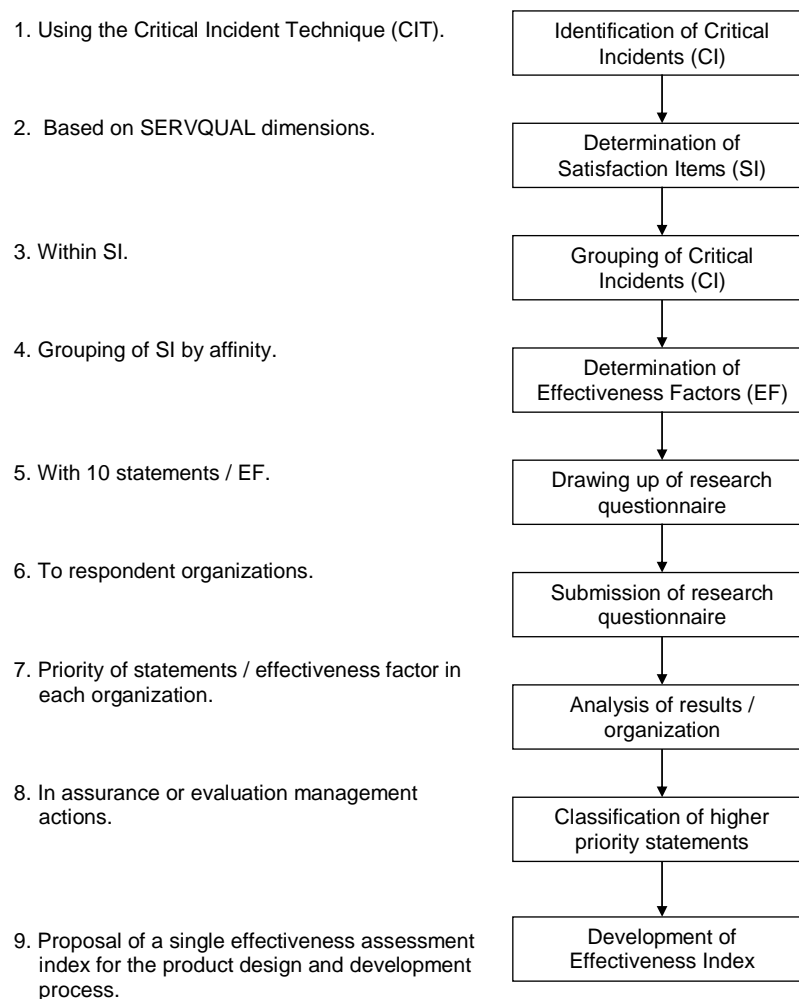 1. Using the Critical Incident Technique (CIT).
Identification of Critical
Incidents (CI)
2. Based on SERVQUAL dimensions.
Determination of
Satisfaction Items (SI)
3. Within SI.
Grouping of Critical
Incidents (CI)
4. Grouping of SI by affinity.
Determination of
Effectiveness Factors (EF)
5. With 10 statements / EF.
Drawing up of research
questionnaire
6. To respondent organizations.
Submission of research
questionnaire
7. Priority of statements / effectiveness factor in
each organization.
Analysis of results /
organization
8. In assurance or evaluation management
actions.
Classification of higher
priority statements
9. Proposal of a single effectiveness assessment
index for the product design and development
process.
Development of
Effectiveness Index